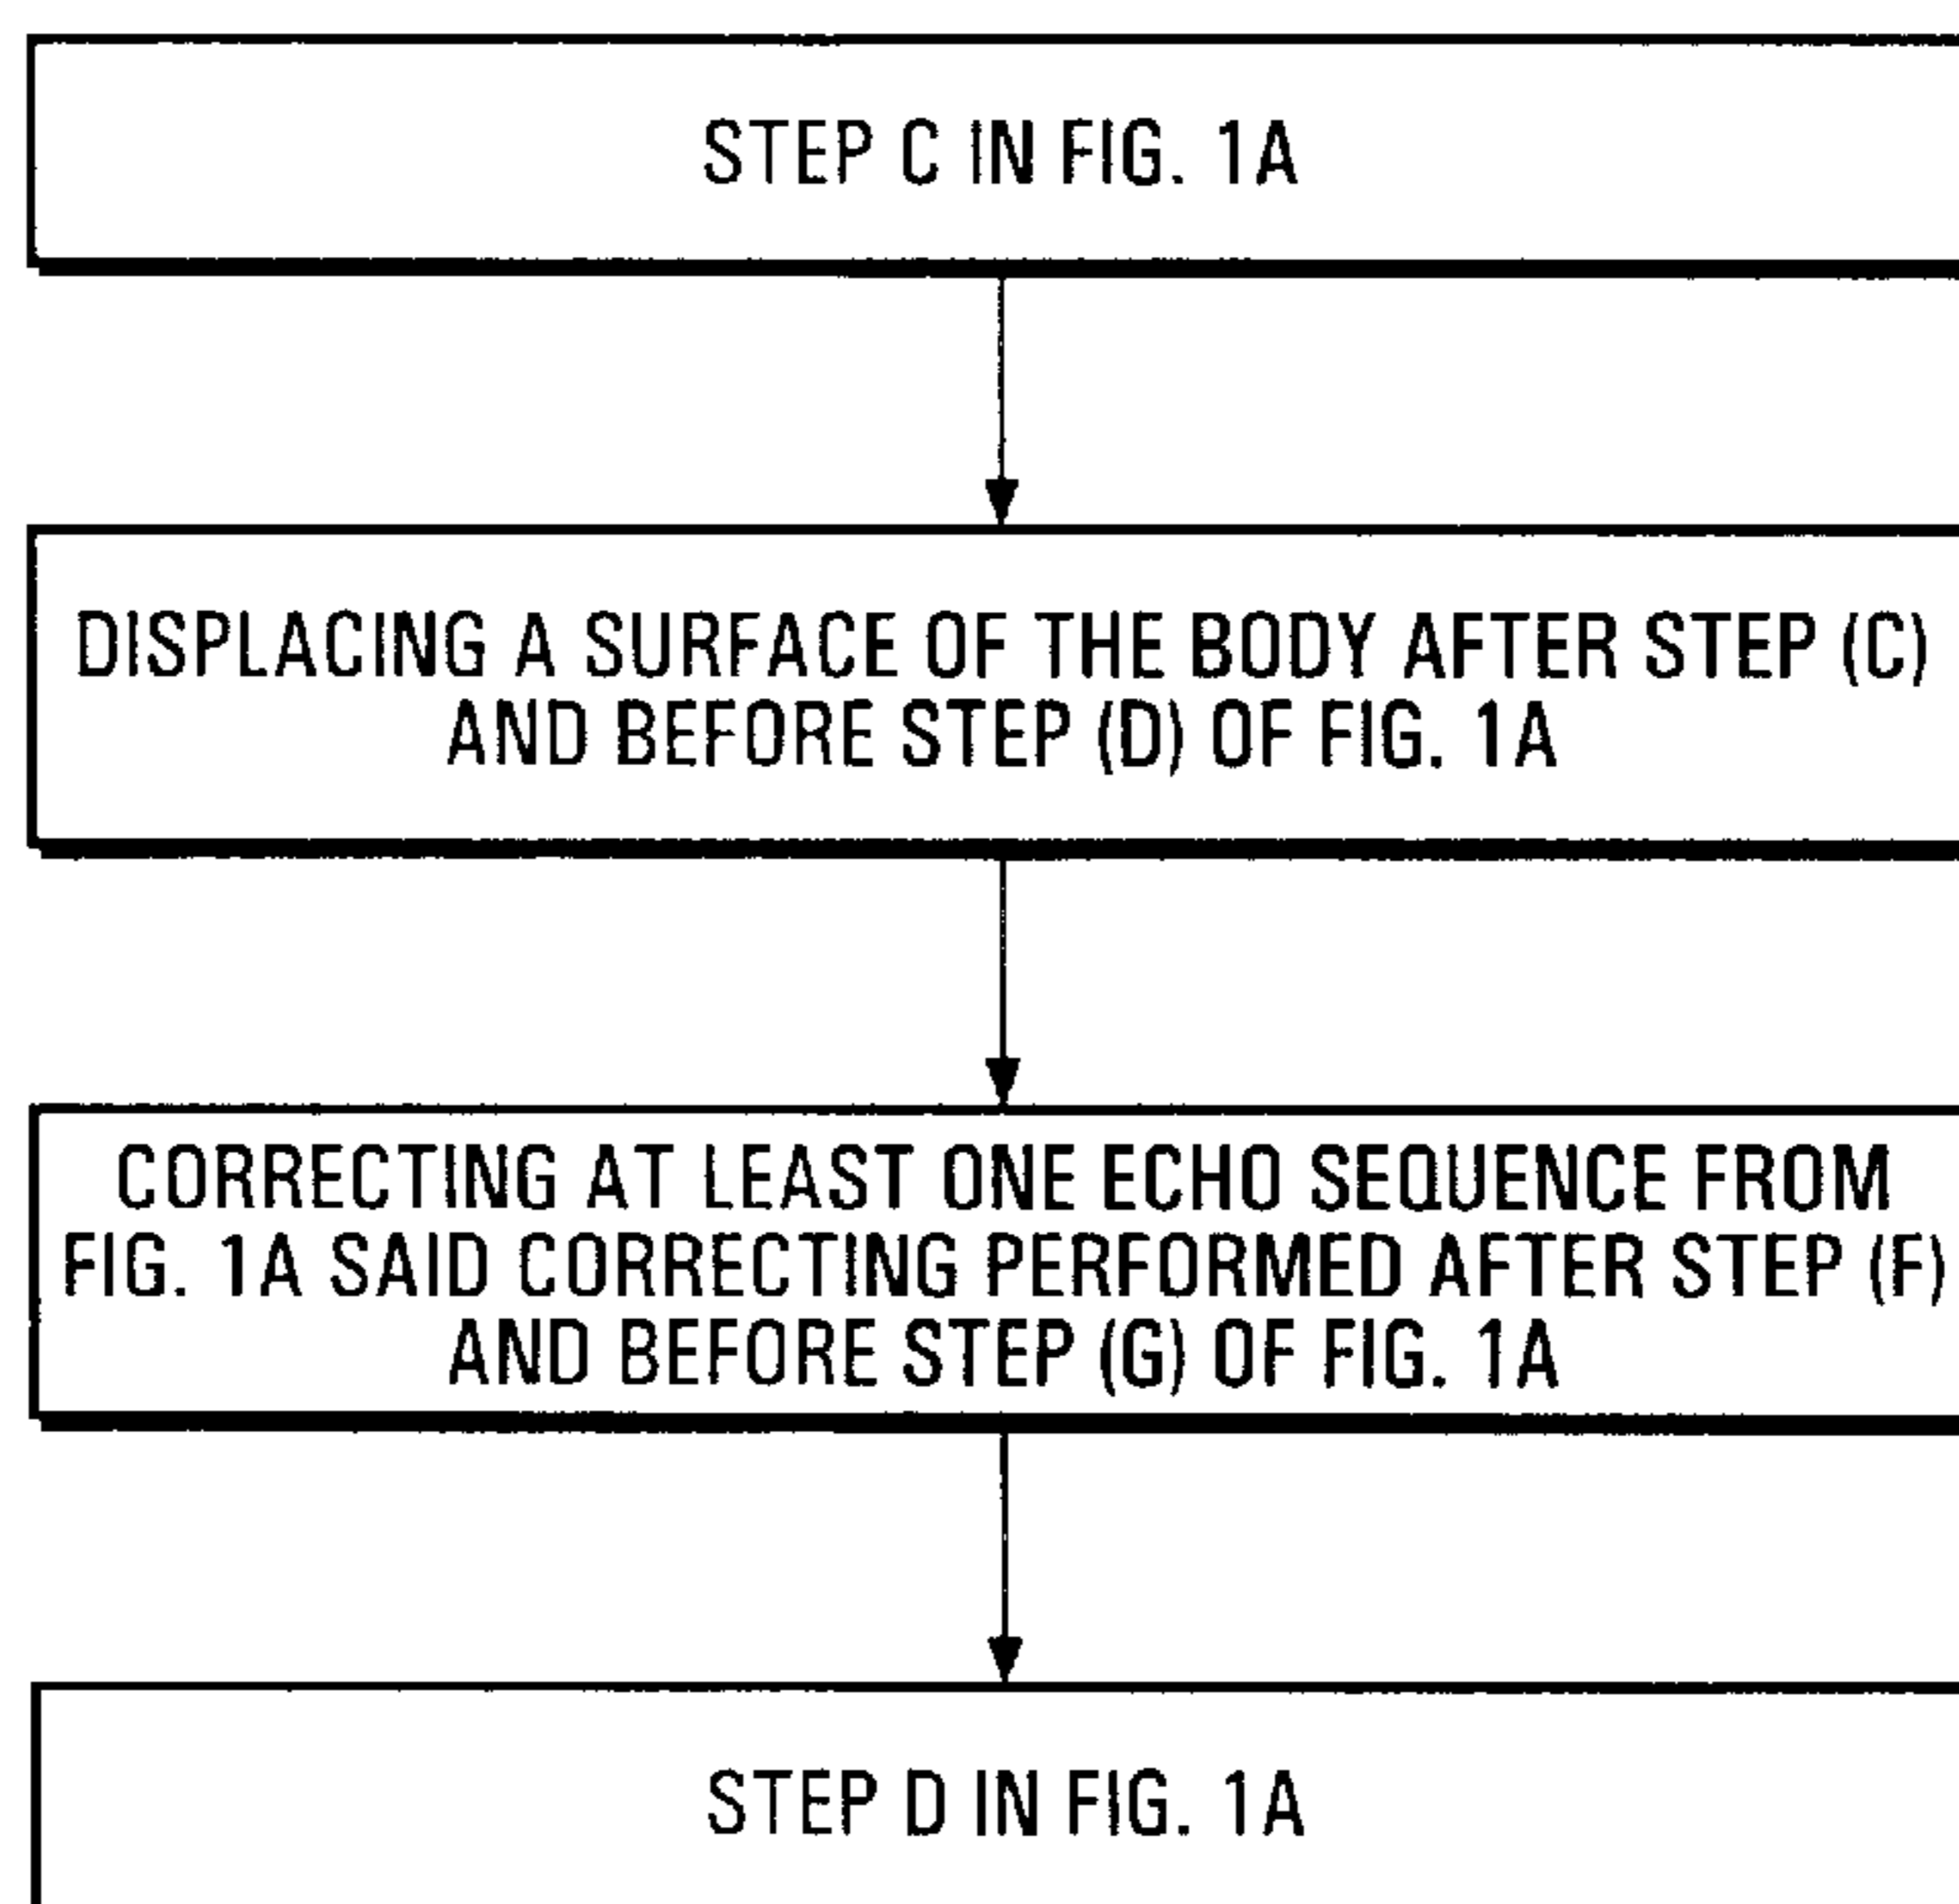 STEP C IN FIG. 1A
DISPLACING A SURFACE OF THE BODY AFTER STEP (C)
AND BEFORE STEP (D) OF FIG. 1A
CORRECTING AT LEAST ONE ECHO SEQUENCE FROM
FIG. 1A SAID CORRECTING PERFORMED AFTER STEP (F)
AND BEFORE STEP (G) OF FIG. 1A
STEP D IN FIG. 1A